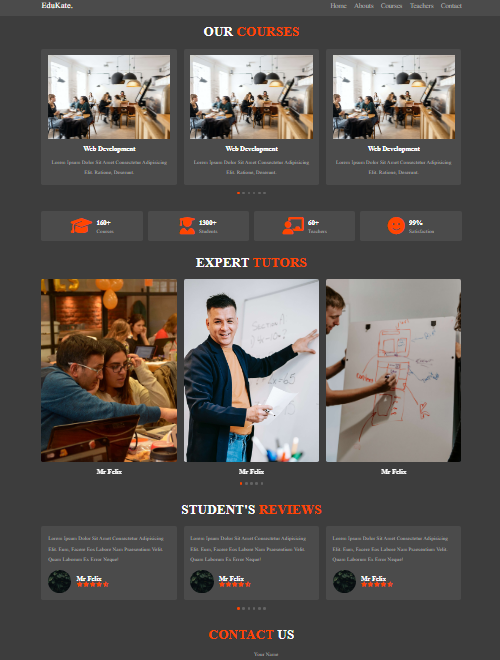 EduKate.
Home Abouts Courses Teachers Contact
OUR COURSES
Web Development
Lorem Ipsum Dolor Sit Amet Consectetur Adipisicing
Elit. Ratione, Deserunt.
Web Development
Lorem Ipsum Dolor Sit Amet Consectetur Adipisicing
Elit. Ratione, Deserunt.
Web Development
Lorem Ipsum Dolor Sit Amet Consectetur Adipisicing
Elit. Ratione, Deserunt.
160+
Courses
1300+
Students
60+
Teachers
99%
Satisfaction
EXPERT TUTORS
Mr Felix
Mr Felix
Mr Felix
STUDENT'S REVIEWS
Lorem Ipsum Dolor Sit Amet Consectetur Adipisicing
Elit. Eum, Facere Eos Labore Nam Praesentium Velit
Quam Laborum Ex Error Neque!
Mr Felix
Lorem Ipsum Dolor Sit Amet Consectetur Adipisicing
Elit. Eum, Facere Eos Labore Nam Praesentium Velit
Quam Laborum Ex Error Neque!
Mr Felix
Lorem Ipsum Dolor Sit Amet Consectetur Adipisicing
Elit. Eum, Facere Eos Labore Nam Praesentium Velit
Quam Laborum Ex Error Neque!
Mr Felix
CONTACT US
Your Name